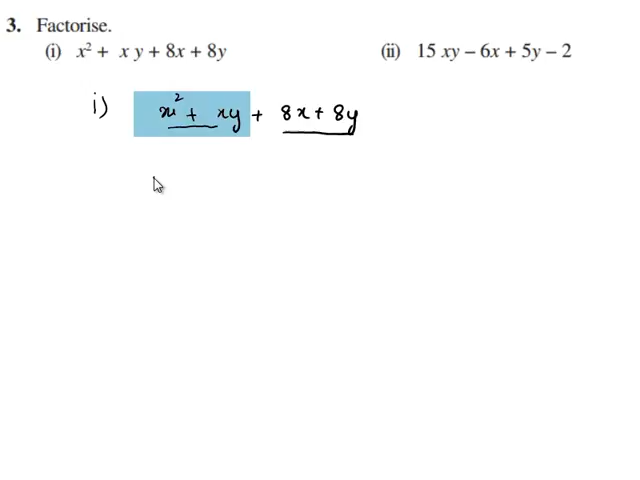 3. Factorise.
(i) x² + x y + 8x + 8y (ii) 15 xy – 6x + 5y – 2
i) x² + xy + 8x + 8y